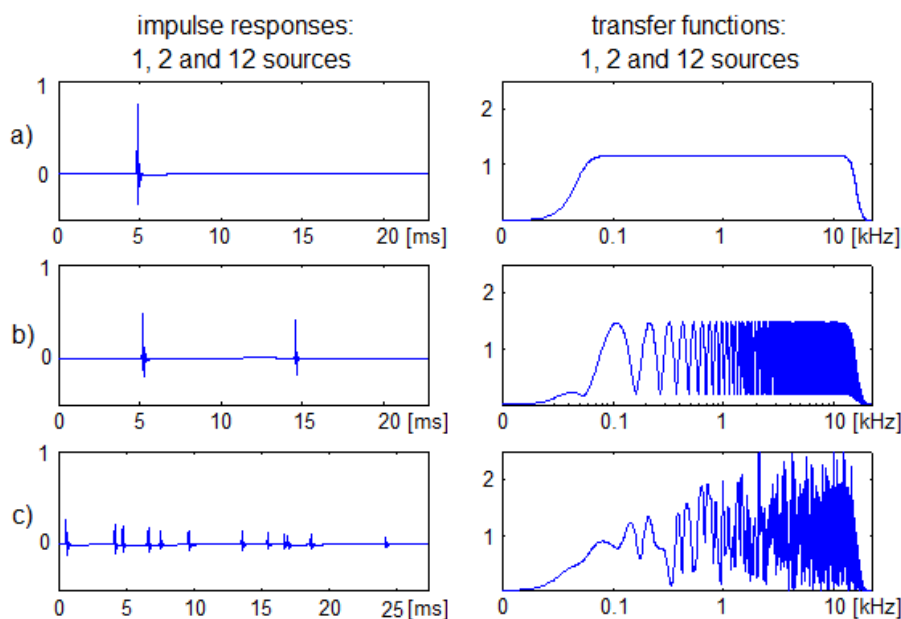 impulse responses:
1, 2 and 12 sources
transfer functions:
1, 2 and 12 sources
a)
1
0
0 5 10 15 20 [ms]
2
1
0 0.1 1 10 [kHz]
b)
1
0
0 5 10 15 20 [ms]
2
1
0 0.1 1 10 [kHz]
c)
1
0
0 5 10 15 20 25 [ms]
2
1
0 0.1 1 10 [kHz]